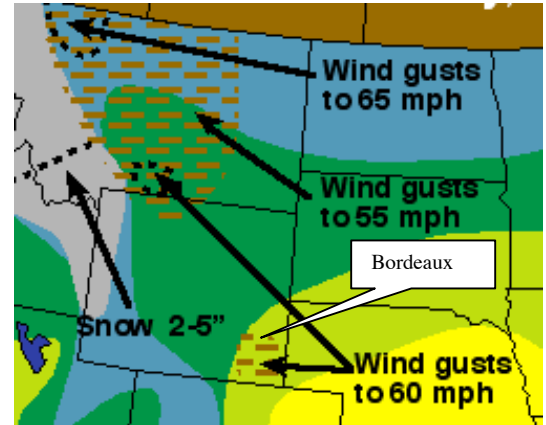 Wind gusts
to 65 mph
Wind gusts
to 55 mph
Bordeaux
Snow 2-5”
Wind gusts
to 60 mph